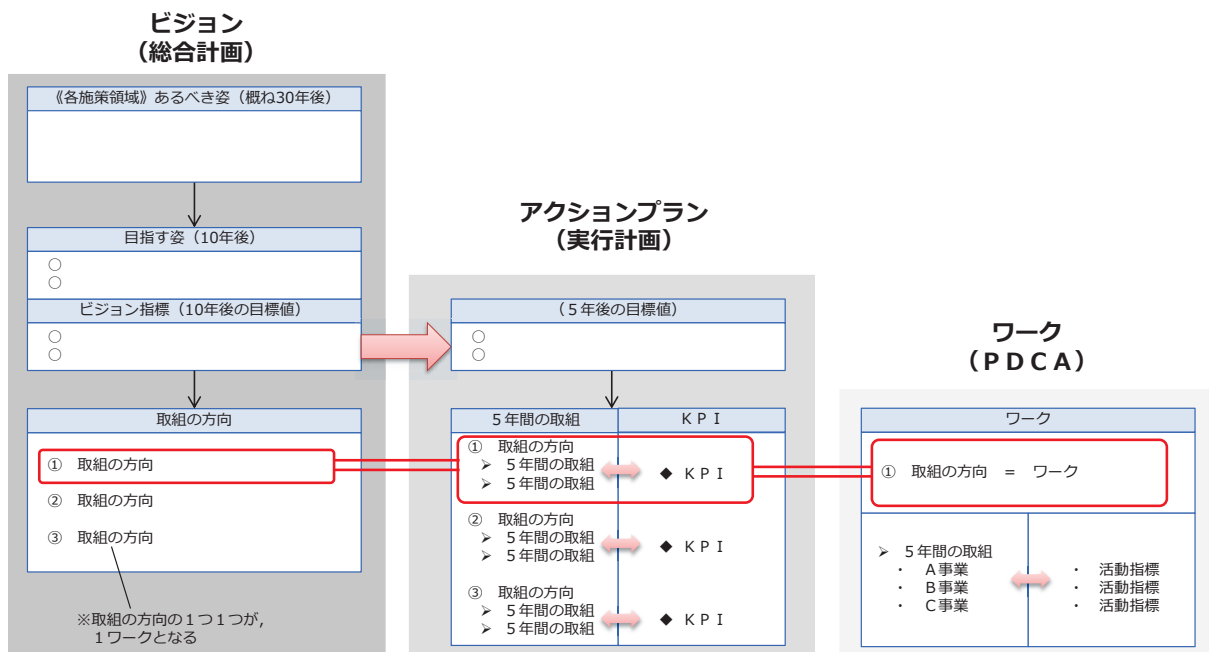 ビジョン
（総合計画）
《各施策領域》あるべき姿（概ね30年後）
目指す姿（10年後）
○
○
ビジョン指標（10年後の目標値）
○
○
取組の方向
① 取組の方向
② 取組の方向
③ 取組の方向
※取組の方向の１つ１つが，
１ワークとなる
アクションプラン
（実行計画）
（５年後の目標値）
○
○
５年間の取組 ＫＰＩ
① 取組の方向
➢ ５年間の取組
➢ ５年間の取組
◆ ＫＰＩ
② 取組の方向
➢ ５年間の取組
➢ ５年間の取組
◆ ＫＰＩ
③ 取組の方向
➢ ５年間の取組
➢ ５年間の取組
◆ ＫＰＩ
ワーク
（ＰＤＣＡ）
ワーク
① 取組の方向 ＝ ワーク
➢ ５年間の取組
・ Ａ事業
・ Ｂ事業
・ Ｃ事業
・ 活動指標
・ 活動指標
・ 活動指標